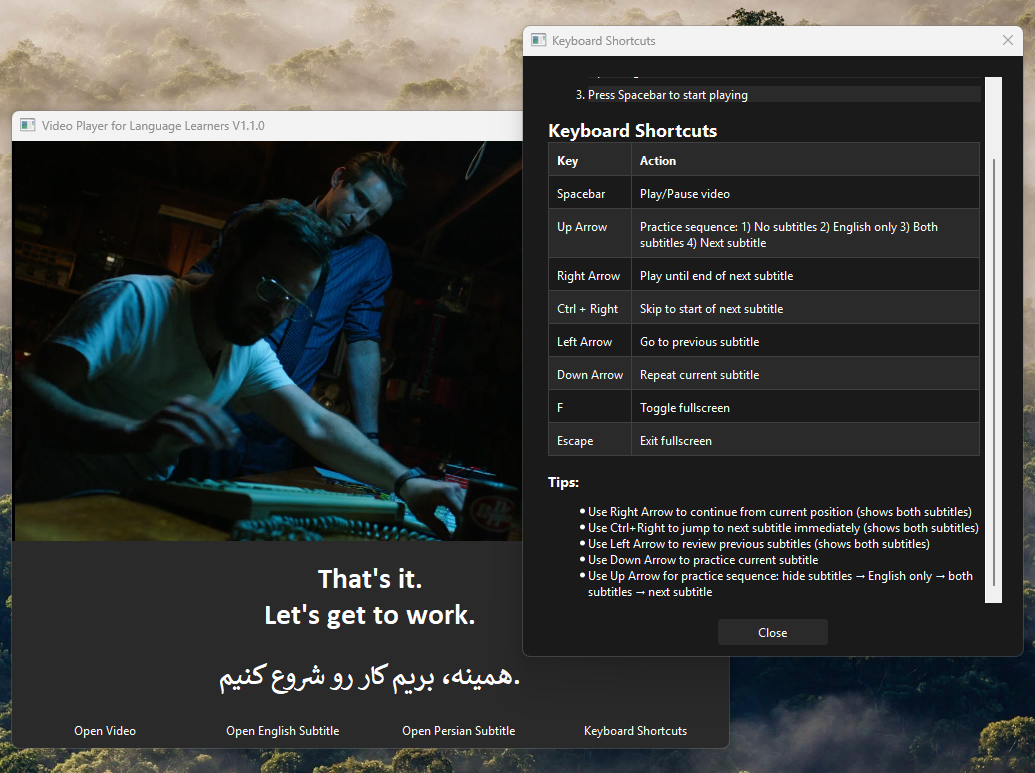 Keyboard Shortcuts
3. Press Spacebar to start playing
Keyboard Shortcuts
Key Action
Spacebar Play/Pause video
Up Arrow Practice sequence: 1) No subtitles 2) English only 3) Both
subtitles 4) Next subtitle
Right Arrow Play until end of next subtitle
Ctrl + Right Skip to start of next subtitle
Left Arrow Go to previous subtitle
Down Arrow Repeat current subtitle
F Toggle fullscreen
Escape Exit fullscreen
Tips:
• Use Right Arrow to continue from current position (shows both subtitles)
• Use Ctrl+Right to jump to next subtitle immediately (shows both subtitles)
• Use Left Arrow to review previous subtitles (shows both subtitles)
• Use Down Arrow to practice current subtitle
• Use Up Arrow for practice sequence: hide subtitles → English only → both
subtitles → next subtitle
Close
Video Player for Language Learners V1.1.0
That's it.
Let's get to work.
همینه، بریم کار رو شروع کنیم.
Open Video Open English Subtitle Open Persian Subtitle Keyboard Shortcuts